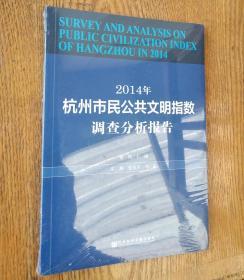 SURVEY AND ANALYSIS ON
PUBLIC CIVILIZATION INDEX
OF HANGZHOU IN 2014
2014年
杭州市民公共文明指数
调查分析报告